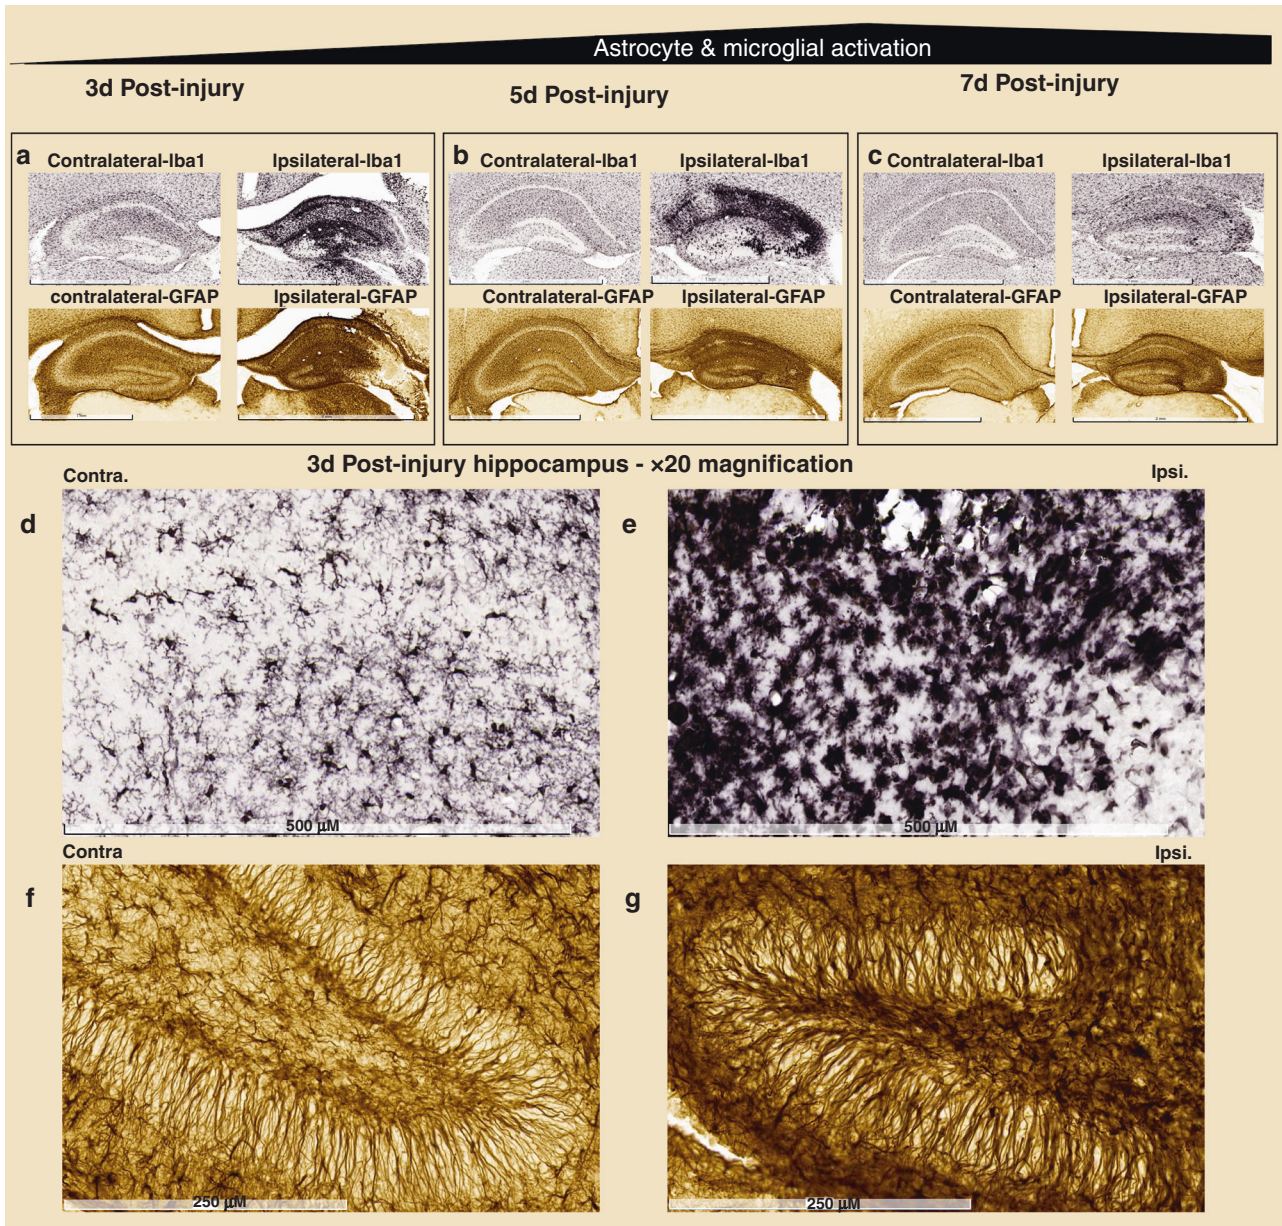 Astrocyte & microglial activation
3d Post-injury
5d Post-injury
7d Post-injury
a
Contralateral-Iba1
Ipsilateral-Iba1
b
Contralateral-Iba1
Ipsilateral-Iba1
c
Contralateral-Iba1
Ipsilateral-Iba1
contralateral-GFAP
Ipsilateral-GFAP
Contralateral-GFAP
Ipsilateral-GFAP
Contralateral-GFAP
Ipsilateral-GFAP
3d Post-injury hippocampus - ×20 magnification
Contra.
Ipsi.
d
e
500 µM
500 µM
Contra
Ipsi.
f
g
250 µM
250 µM